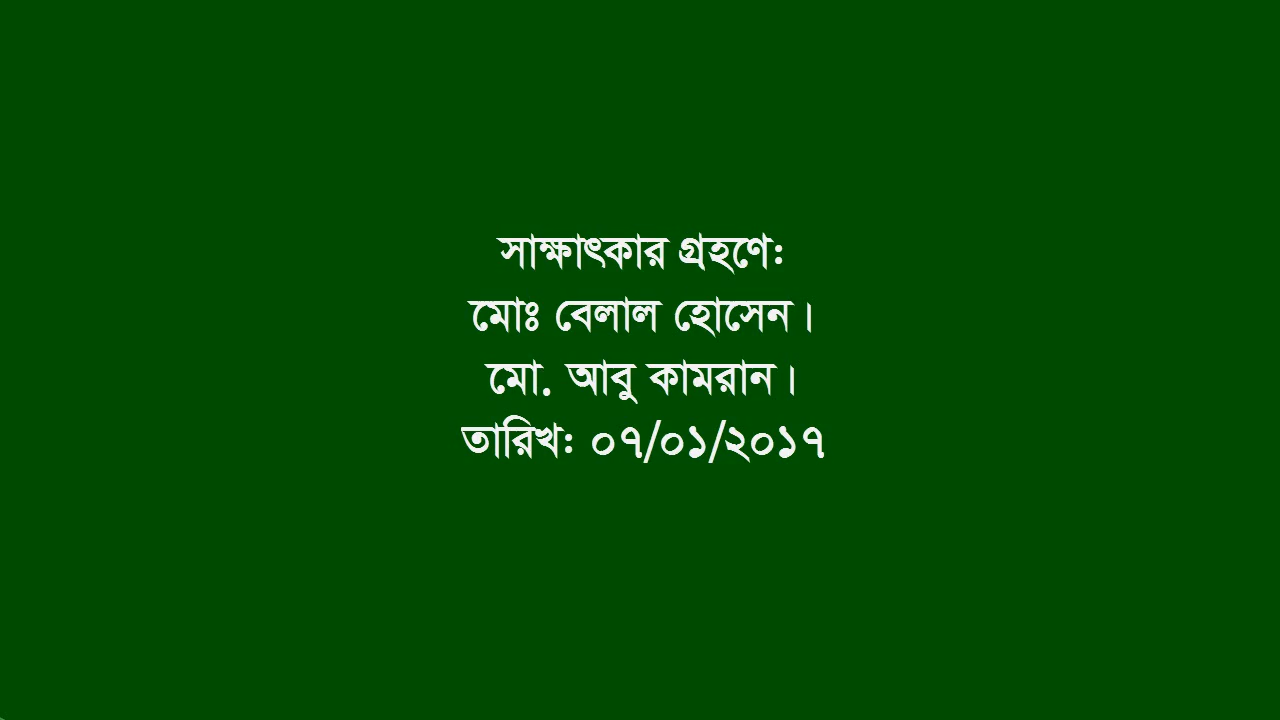 সাক্ষাৎকার গ্রহণে:
মোঃ বেলাল হোসেন।
মো. আবু কামরান।
তারিখ: ০৭/০১/২০১৭